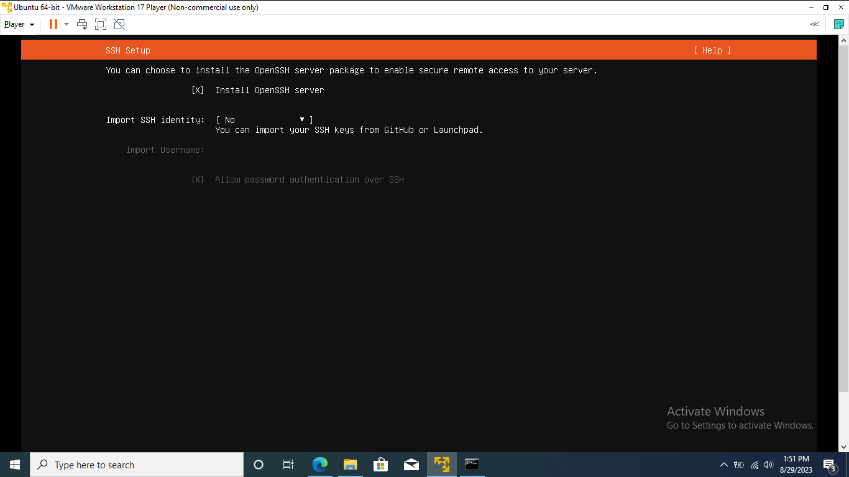 Ubuntu 64-bit - VMware Workstation 17 Player (Non-commercial use only)
Player
SSH Setup [ Help ]
You can choose to install the OpenSSH server package to enable secure remote access to your server.
[X] Install OpenSSH server
Import SSH identity: [ No ▼ ]
You can import your SSH keys from GitHub or Launchpad.
Import Username:
[X] Allow password authentication over SSH
Activate Windows
Go to Settings to activate Windows.
Type here to search
1:51 PM
8/29/2023
3